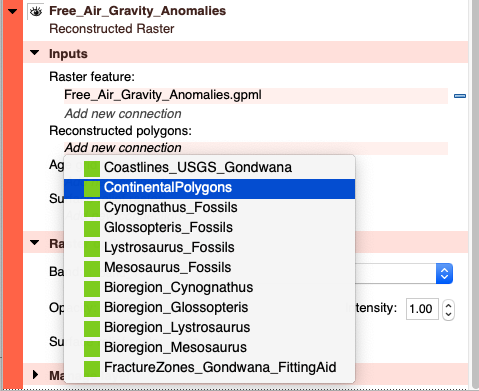 Free_Air_Gravity_Anomalies
Reconstructed Raster
Inputs
Raster feature:
Free_Air_Gravity_Anomalies.gpml
Add new connection
Reconstructed polygons:
Add new connection
Ag
Coastlines_USGS_Gondwana
ContinentalPolygons
Su
Cynognathus_Fossils
Glossopteris_Fossils
Ra
Lystrosaurus_Fossils
Ba
Mesosaurus_Fossils
Bioregion_Cynognathus
Op
Bioregion_Glossopteris
tensity: 1.00
Bioregion_Lystrosaurus
Su
Bioregion_Mesosaurus
Ma
FractureZones_Gondwana_FittingAid